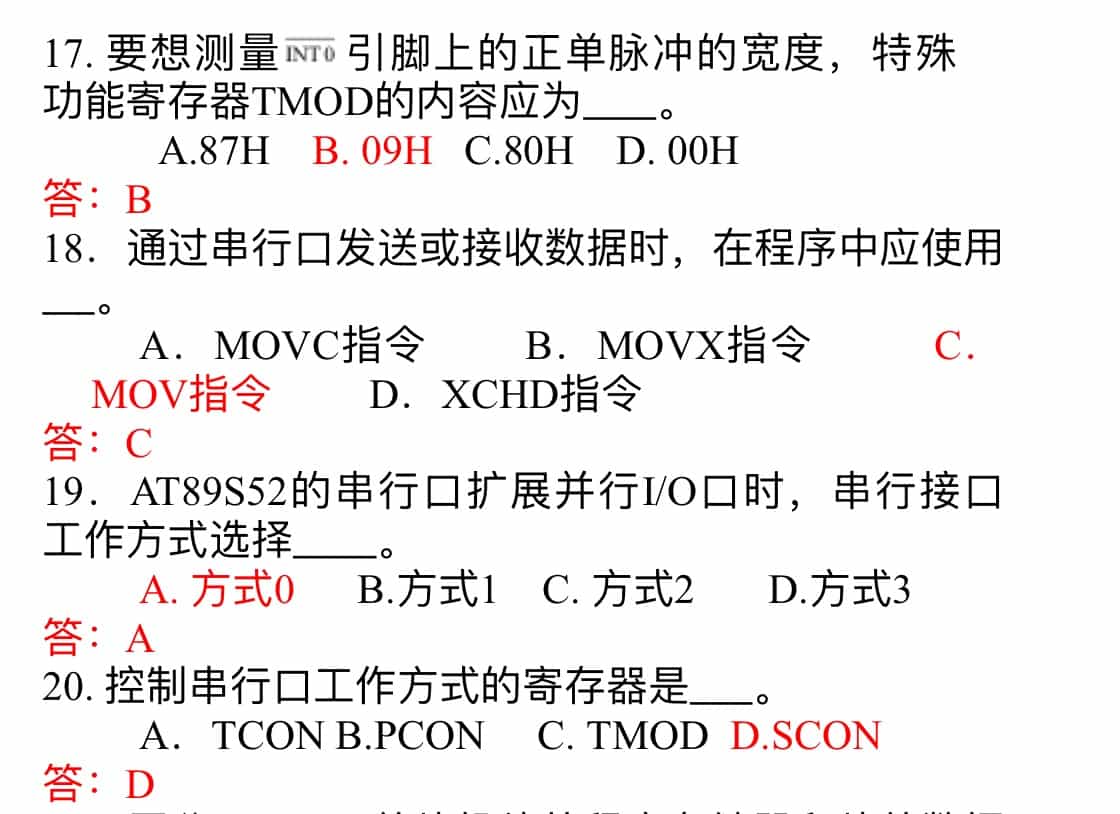 17. 要想测量INT0引脚上的正单脉冲的宽度，特殊
功能寄存器TMOD的内容应为____。
A.87H B. 09H C.80H D. 00H
答：B
18．通过串行口发送或接收数据时，在程序中应使用
___。
A．MOVC指令 B．MOVX指令 C.
MOV指令 D．XCHD指令
答：C
19．AT89S52的串行口扩展并行I/O口时，串行接口
工作方式选择____。
A. 方式0 B.方式1 C. 方式2 D.方式3
答：A
20. 控制串行口工作方式的寄存器是___。
A．TCON B.PCON C. TMOD D.SCON
答：D